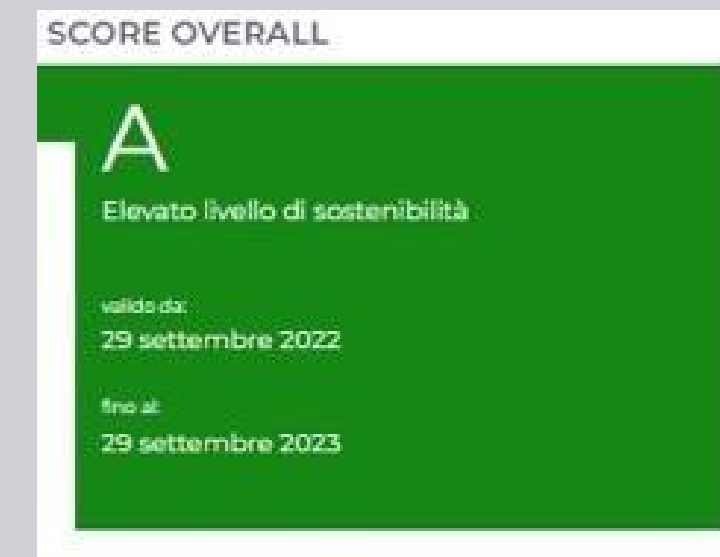 SCORE OVERALL
A
Elevato livello di sostenibilità
valido da:
29 settembre 2022
fino al:
29 settembre 2023